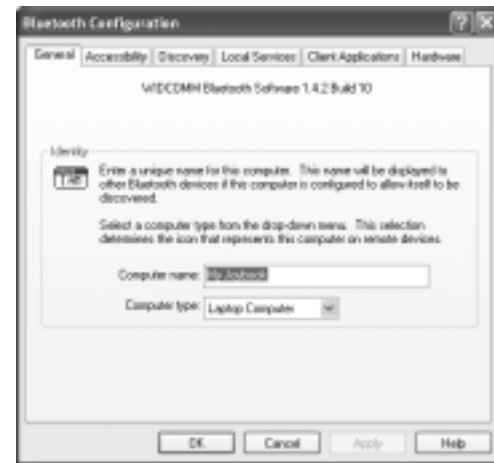 Bluetooth Configuration
General Accessibility Discovery Local Services Client Applications Hardware
WIDCOMM Bluetooth Software 1.4.2 Build 10
Identity
Enter a unique name for this computer. This name will be displayed to
other Bluetooth devices if this computer is configured to allow itself to be
discovered.
Select a computer type from the drop-down menu. This selection
determines the icon that represents this computer on remote devices.
Computer name: My Joybook
Computer type: Laptop Computer
OK Cancel Apply Help